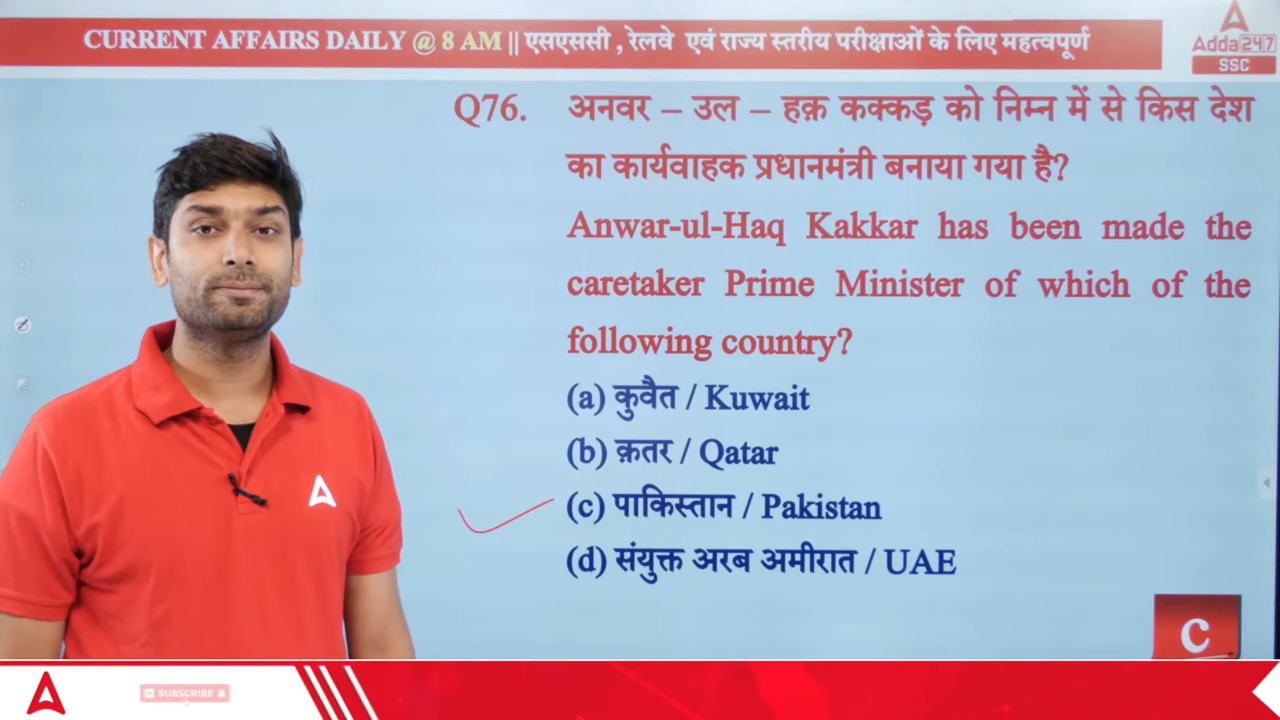 CURRENT AFFAIRS DAILY @ 8 AM || एसएससी , रेलवे एवं राज्य स्तरीय परीक्षाओं के लिए महत्वपूर्ण
Adda 247
SSC
Q76. अनवर – उल – हक़ कक्कड़ को निम्न में से किस देश
का कार्यवाहक प्रधानमंत्री बनाया गया है?
Anwar-ul-Haq Kakkar has been made the
caretaker Prime Minister of which of the
following country?
(a) कुवैत / Kuwait
(b) क़तर / Qatar
(c) पाकिस्तान / Pakistan
(d) संयुक्त अरब अमीरात / UAE
C
SUBSCRIBE